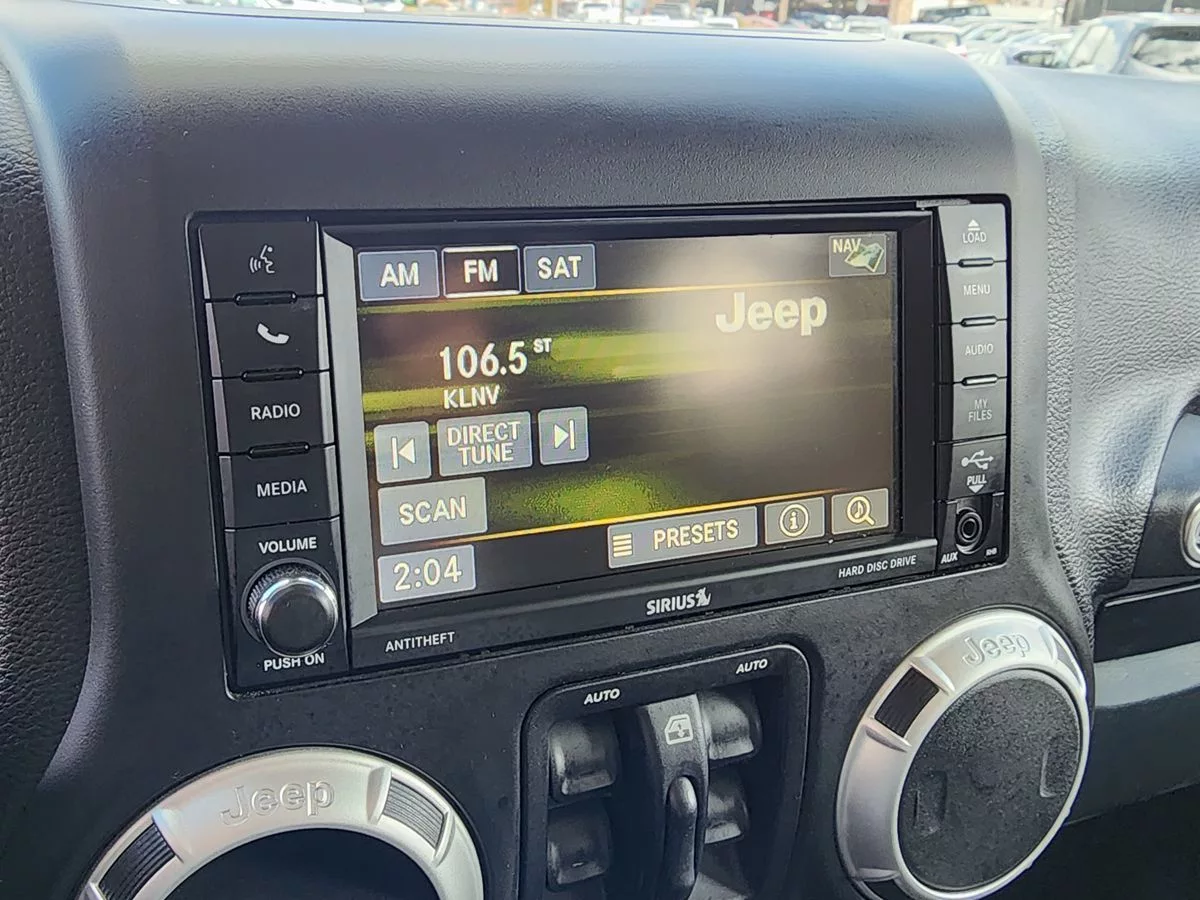 AM
FM
SAT
NAV
Jeep
106.5 ST
KLNV
DIRECT
TUNE
SCAN
PRESETS
2:04
RADIO
MEDIA
VOLUME
PUSH ON
LOAD
MENU
AUDIO
MY
FILES
PULL
AUX
RHB
ANTITHEFT
SIRIUS
HARD DISC DRIVE
AUTO
AUTO
Jeep
Jeep